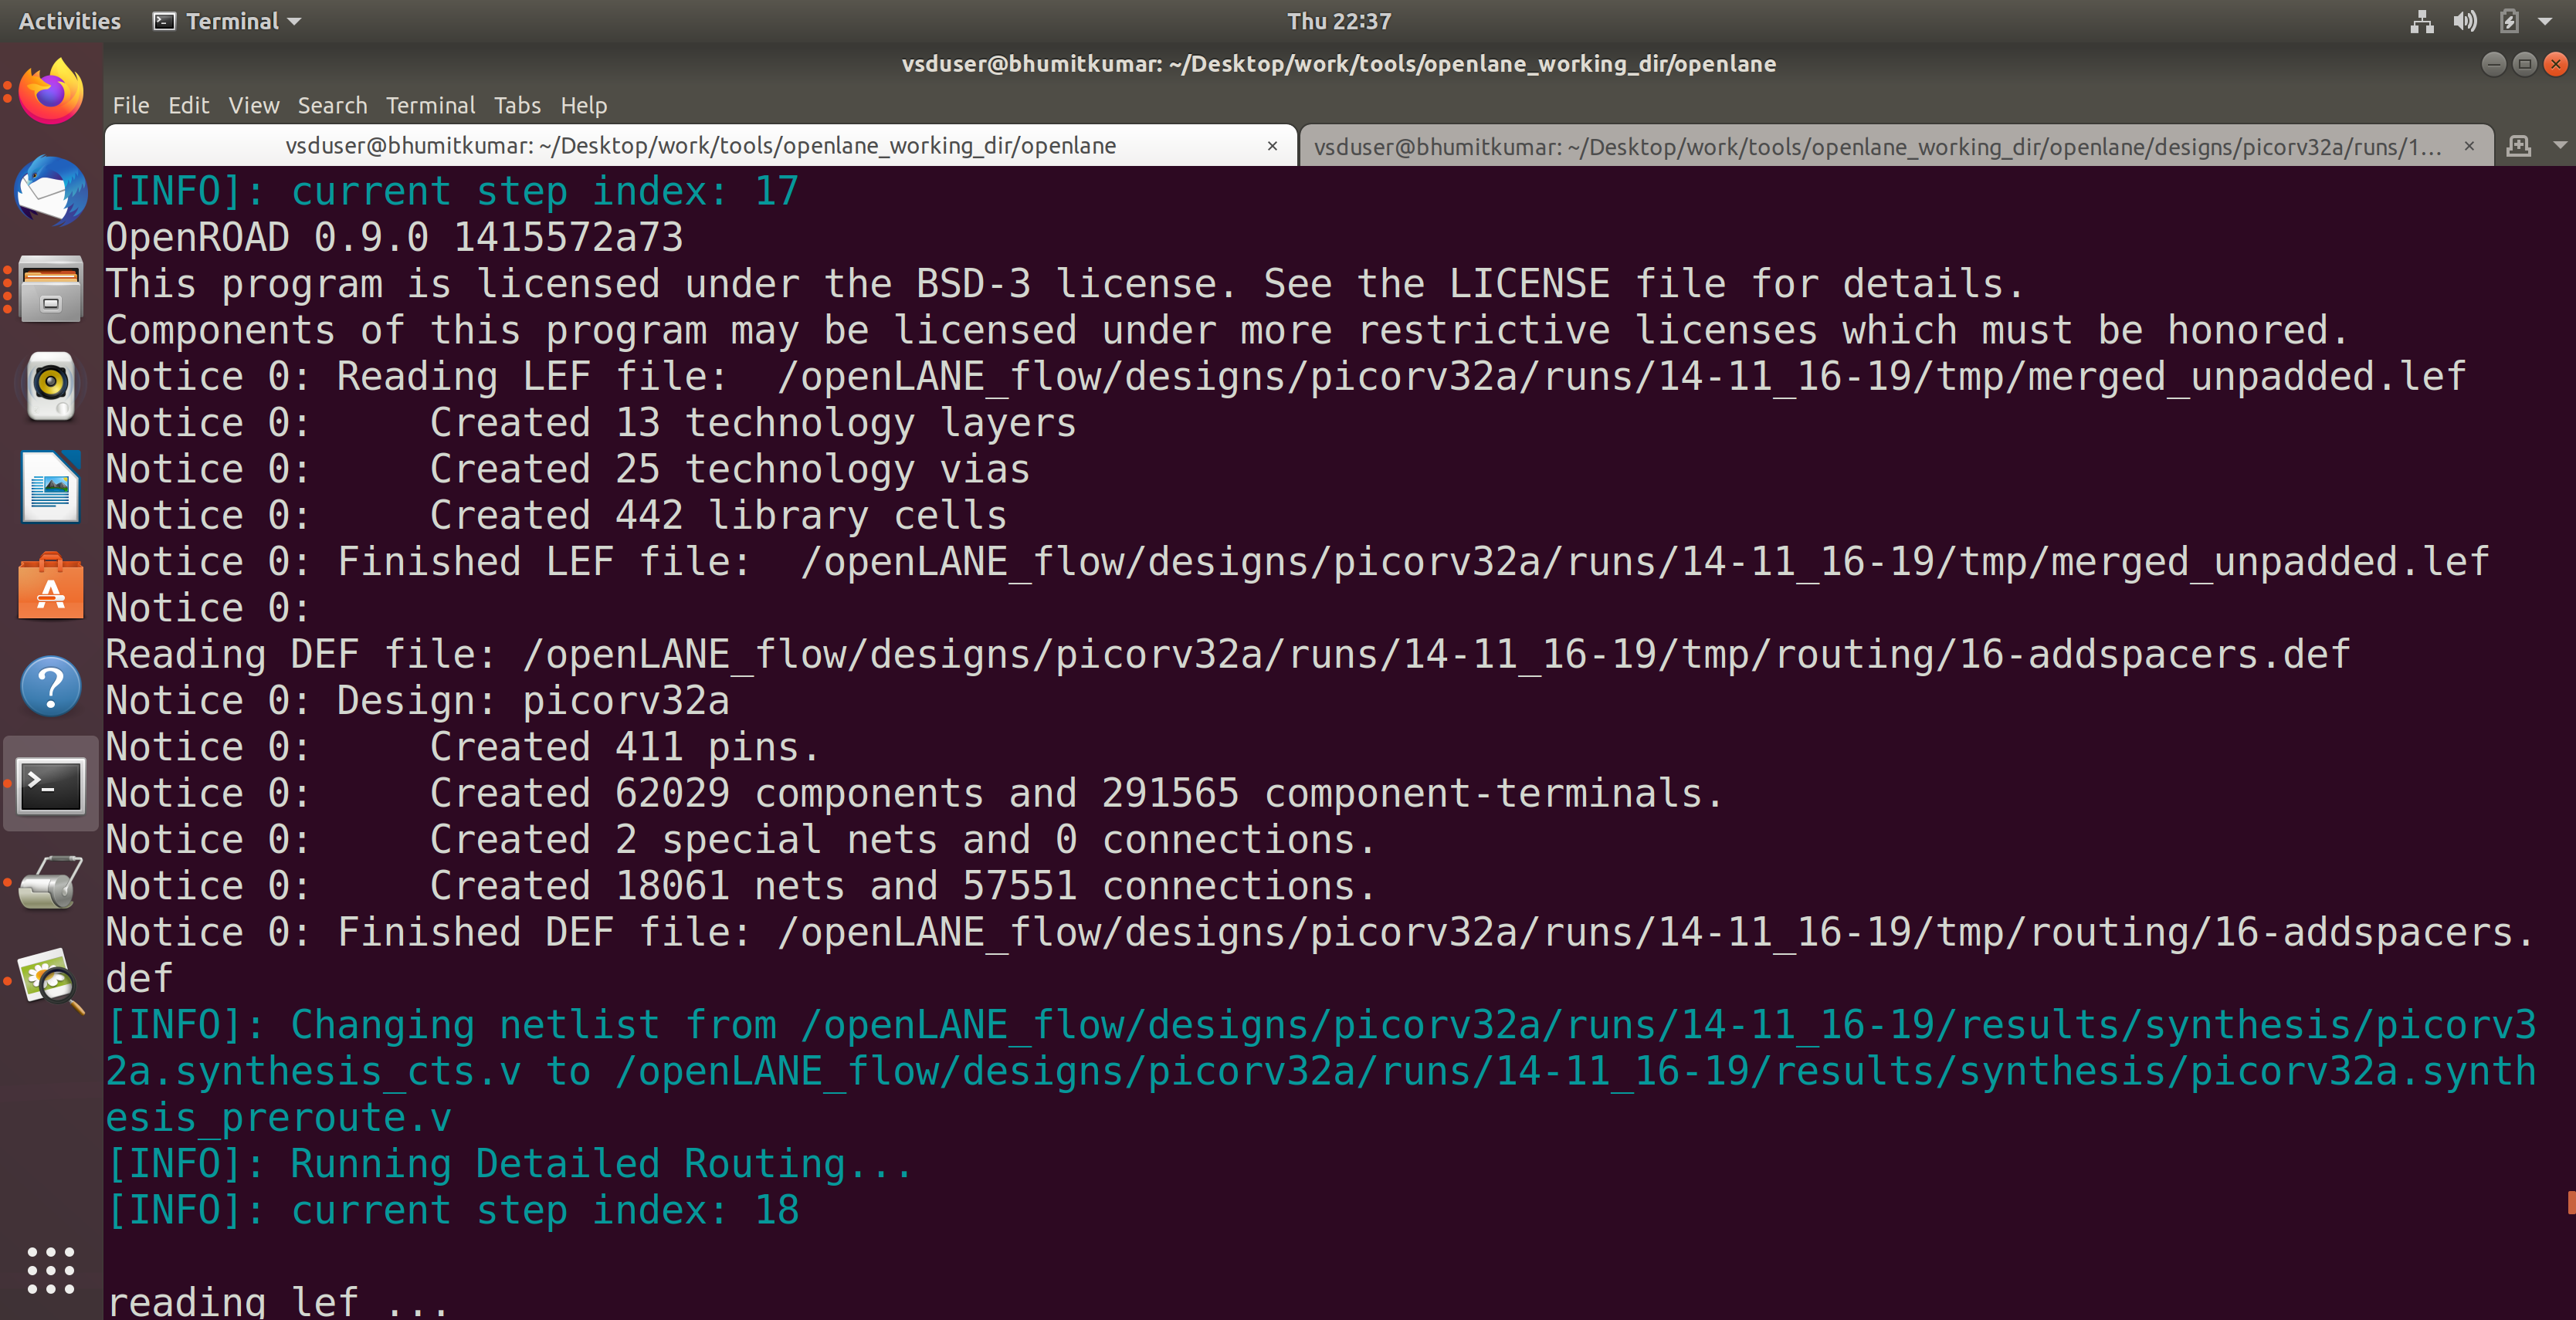 Activities Terminal Thu 22:37
vsduser@bhumitkumar: ~/Desktop/work/tools/openlane_working_dir/openlane
File Edit View Search Terminal Tabs Help
vsduser@bhumitkumar: ~/Desktop/work/tools/openlane_working_dir/openlane × vsduser@bhumitkumar: ~/Desktop/work/tools/openlane_working_dir/openlane/designs/picorv32a/runs/1... ×
[INFO]: current step index: 17
OpenROAD 0.9.0 1415572a73
This program is licensed under the BSD-3 license. See the LICENSE file for details.
Components of this program may be licensed under more restrictive licenses which must be honored.
Notice 0: Reading LEF file:  /openLANE_flow/designs/picorv32a/runs/14-11_16-19/tmp/merged_unpadded.lef
Notice 0:     Created 13 technology layers
Notice 0:     Created 25 technology vias
Notice 0:     Created 442 library cells
Notice 0: Finished LEF file:  /openLANE_flow/designs/picorv32a/runs/14-11_16-19/tmp/merged_unpadded.lef
Notice 0:
Reading DEF file: /openLANE_flow/designs/picorv32a/runs/14-11_16-19/tmp/routing/16-addspacers.def
Notice 0: Design: picorv32a
Notice 0:     Created 411 pins.
Notice 0:     Created 62029 components and 291565 component-terminals.
Notice 0:     Created 2 special nets and 0 connections.
Notice 0:     Created 18061 nets and 57551 connections.
Notice 0: Finished DEF file: /openLANE_flow/designs/picorv32a/runs/14-11_16-19/tmp/routing/16-addspacers.
def
[INFO]: Changing netlist from /openLANE_flow/designs/picorv32a/runs/14-11_16-19/results/synthesis/picorv3
2a.synthesis_cts.v to /openLANE_flow/designs/picorv32a/runs/14-11_16-19/results/synthesis/picorv32a.synth
esis_preroute.v
[INFO]: Running Detailed Routing...
[INFO]: current step index: 18
reading lef ...